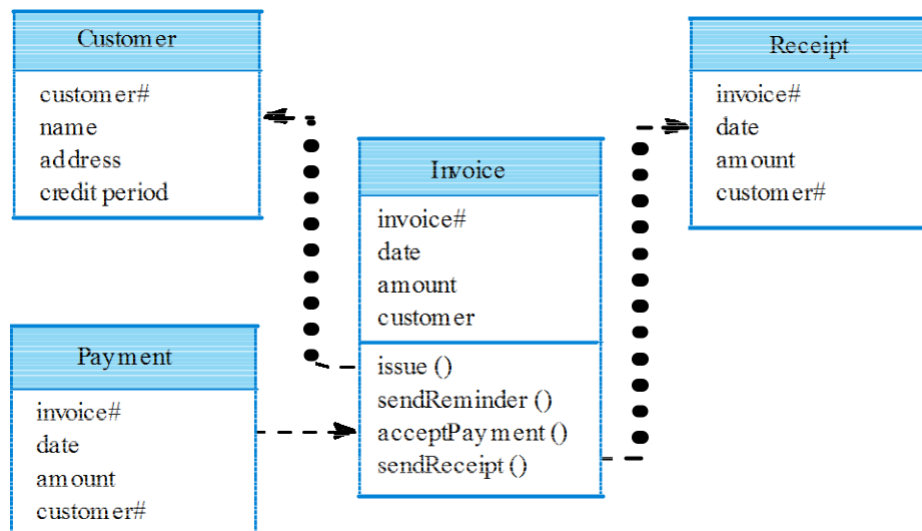 Customer
customer#
name
address
credit period
Receipt
invoice#
date
amount
customer#
Invoice
invoice#
date
amount
customer
issue ()
sendReminder ()
acceptPayment ()
sendReceipt ()
Payment
invoice#
date
amount
customer#